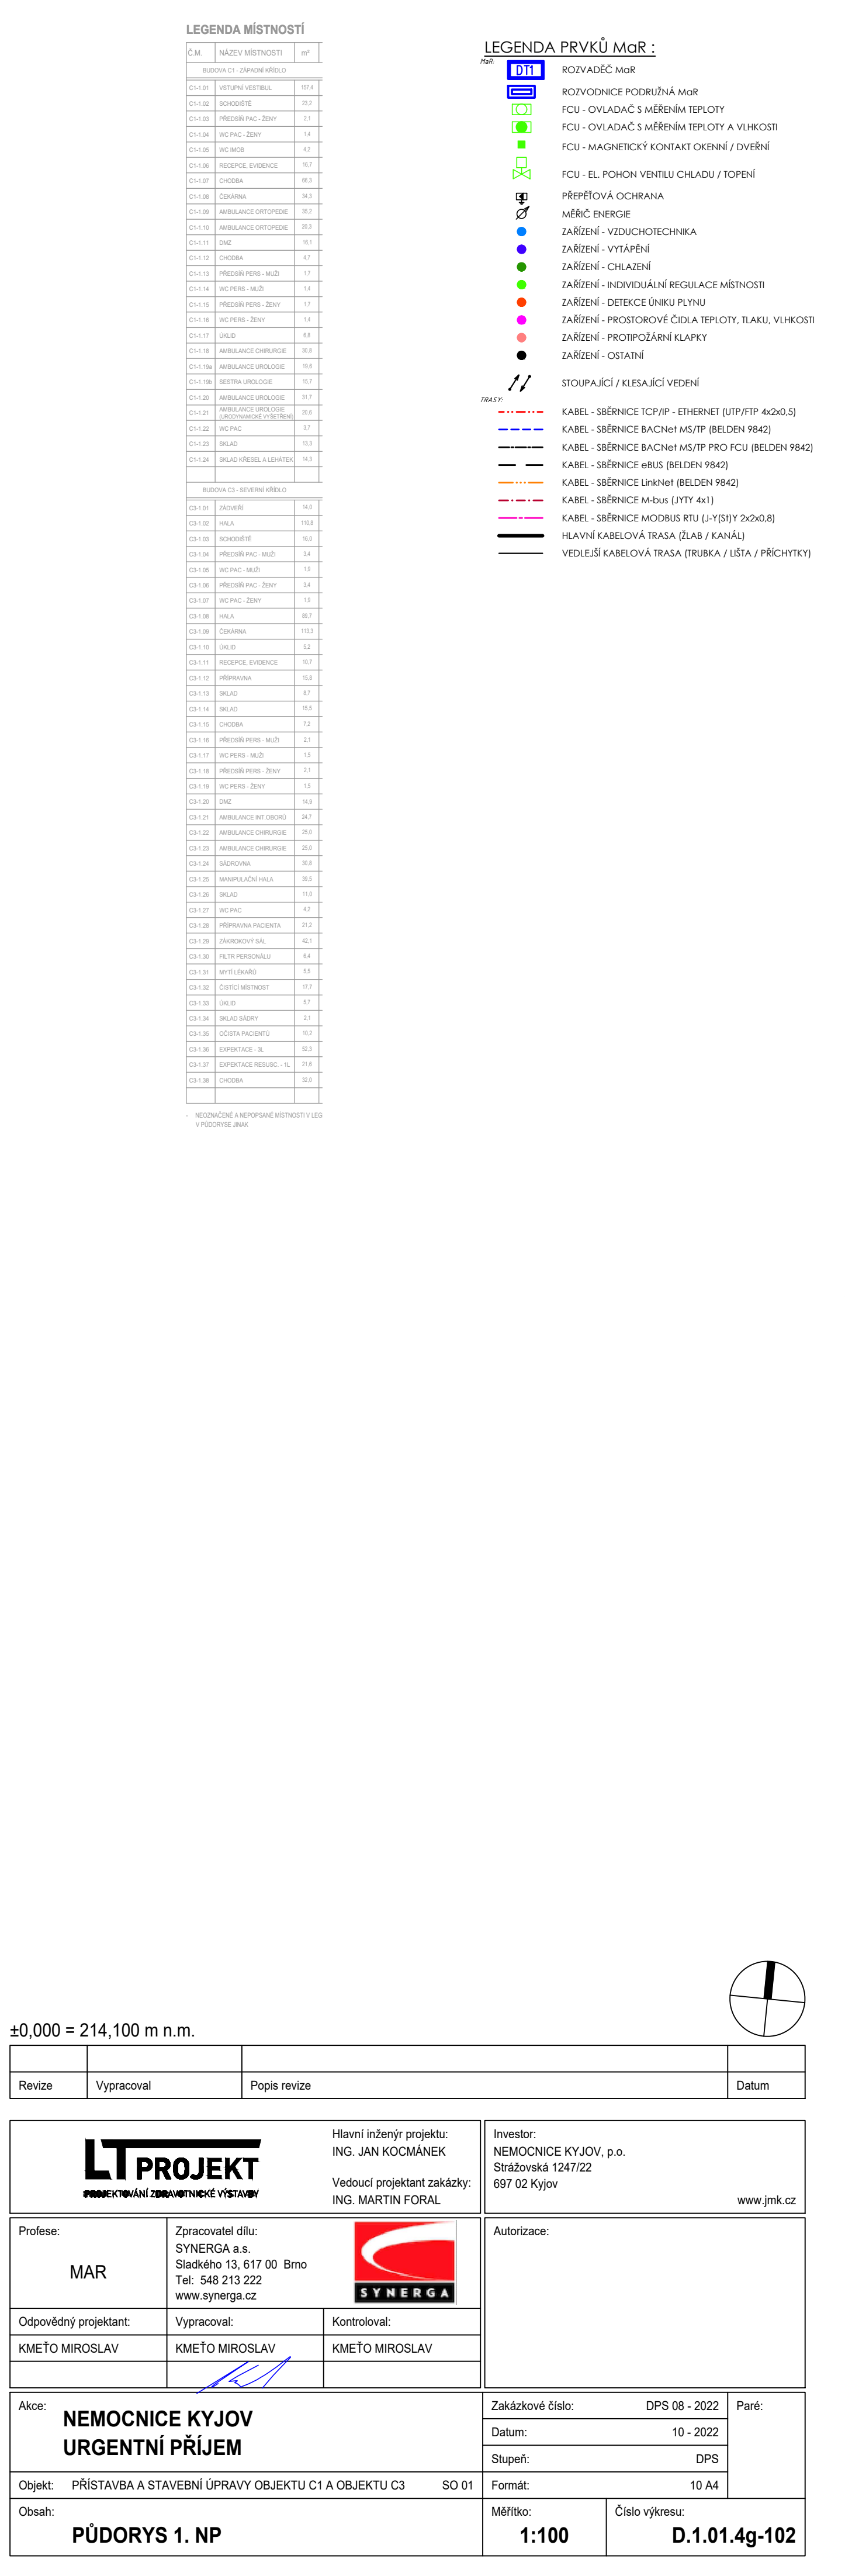 LEGENDA MÍSTNOSTÍ
Č.M. NÁZEV MÍSTNOSTI m²
BUDOVA C1 - ZÁPADNÍ KŘÍDLO
C1-1.01 VSTUPNÍ VESTIBUL 157,4
C1-1.02 SCHODIŠTĚ 23,2
C1-1.03 PŘEDSÍŇ PAC - ŽENY 2,1
C1-1.04 WC PAC - ŽENY 1,4
C1-1.05 WC IMOB 4,2
C1-1.06 RECEPCE, EVIDENCE 16,7
C1-1.07 CHODBA 66,3
C1-1.08 ČEKÁRNA 34,3
C1-1.09 AMBULANCE ORTOPEDIE 35,2
C1-1.10 AMBULANCE ORTOPEDIE 20,3
C1-1.11 DMZ 16,1
C1-1.12 CHODBA 4,7
C1-1.13 PŘEDSÍŇ PERS - MUŽI 1,7
C1-1.14 WC PERS - MUŽI 1,4
C1-1.15 PŘEDSÍŇ PERS - ŽENY 1,7
C1-1.16 WC PERS - ŽENY 1,4
C1-1.17 ÚKLID 6,8
C1-1.18 AMBULANCE CHIRURGIE 30,8
C1-1.19a AMBULANCE UROLOGIE 19,9
C1-1.19b SESTRA UROLOGIE 15,7
C1-1.20 AMBULANCE UROLOGIE 31,7
C1-1.21 AMBULANCE UROLOGIE (URODYNAMICKÉ VYŠETŘENÍ) 20,6
C1-1.22 WC PAC 3,7
C1-1.23 SKLAD 13,3
C1-1.24 SKLAD KŘESEL A LEHÁTEK 14,3
BUDOVA C3 - SEVERNÍ KŘÍDLO
C3-1.01 ZÁDVEŘÍ 14,0
C3-1.02 HALA 110,8
C3-1.03 SCHODIŠTĚ 16,0
C3-1.04 PŘEDSÍŇ PAC - MUŽI 3,4
C3-1.05 WC PAC - MUŽI 1,9
C3-1.06 PŘEDSÍŇ PAC - ŽENY 3,4
C3-1.07 WC PAC - ŽENY 1,9
C3-1.08 HALA 89,7
C3-1.09 ČEKÁRNA 113,3
C3-1.10 ÚKLID 5,2
C3-1.11 RECEPCE, EVIDENCE 10,7
C3-1.12 PŘÍPRAVNA 15,9
C3-1.13 SKLAD 6,7
C3-1.14 SKLAD 15,5
C3-1.15 CHODBA 7,2
C3-1.16 PŘEDSÍŇ PERS - MUŽI 2,1
C3-1.17 WC PERS - MUŽI 1,5
C3-1.18 PŘEDSÍŇ PERS - ŽENY 2,1
C3-1.19 WC PERS - ŽENY 1,5
C3-1.20 DMZ 14,9
C3-1.21 AMBULANCE INT.OBORŮ 24,7
C3-1.22 AMBULANCE CHIRURGIE 25,0
C3-1.23 AMBULANCE CHIRURGIE 25,0
C3-1.24 SÁDROVNA 30,8
C3-1.25 MANIPULAČNÍ HALA 39,5
C3-1.26 SKLAD 11,0
C3-1.27 WC PAC 4,2
C3-1.28 PŘÍPRAVNA PACIENTA 21,2
C3-1.29 ZÁKROKOVÝ SÁL 42,1
C3-1.30 FILTR PERSONÁLU 6,4
C3-1.31 MYTÍ LÉKAŘŮ 5,5
C3-1.32 ČISTÍCÍ MÍSTNOST 17,7
C3-1.33 ÚKLID 5,7
C3-1.34 SKLAD SÁDRY 2,1
C3-1.35 OČISTA PACIENTŮ 10,2
C3-1.36 EXPEKTACE - 3L 52,3
C3-1.37 EXPEKTACE RESUSC. - 1L 21,6
C3-1.38 CHODBA 32,0
- NEOZNAČENÉ A NEPOPSANÉ MÍSTNOSTI V LEG
V PŮDORYSE JINAK
LEGENDA PRVKŮ MaR :
MaR:
DT1 ROZVADĚČ MaR
ROZVODNICE PODRUŽNÁ MaR
FCU - OVLADAČ S MĚŘENÍM TEPLOTY
FCU - OVLADAČ S MĚŘENÍM TEPLOTY A VLHKOSTI
FCU - MAGNETICKÝ KONTAKT OKENNÍ / DVEŘNÍ
FCU - EL. POHON VENTILU CHLADU / TOPENÍ
PŘEPĚŤOVÁ OCHRANA
MĚŘIČ ENERGIE
ZAŘÍZENÍ - VZDUCHOTECHNIKA
ZAŘÍZENÍ - VYTÁPĚNÍ
ZAŘÍZENÍ - CHLAZENÍ
ZAŘÍZENÍ - INDIVIDUÁLNÍ REGULACE MÍSTNOSTI
ZAŘÍZENÍ - DETEKCE ÚNIKU PLYNU
ZAŘÍZENÍ - PROSTOROVÉ ČIDLA TEPLOTY, TLAKU, VLHKOSTI
ZAŘÍZENÍ - PROTIPOŽÁRNÍ KLAPKY
ZAŘÍZENÍ - OSTATNÍ
STOUPAJÍCÍ / KLESAJÍCÍ VEDENÍ
TRASY:
KABEL - SBĚRNICE TCP/IP - ETHERNET (UTP/FTP 4x2x0,5)
KABEL - SBĚRNICE BACNet MS/TP (BELDEN 9842)
KABEL - SBĚRNICE BACNet MS/TP PRO FCU (BELDEN 9842)
KABEL - SBĚRNICE eBUS (BELDEN 9842)
KABEL - SBĚRNICE LinkNet (BELDEN 9842)
KABEL - SBĚRNICE M-bus (JYTY 4x1)
KABEL - SBĚRNICE MODBUS RTU (J-Y(St)Y 2x2x0,8)
HLAVNÍ KABELOVÁ TRASA (ŽLAB / KANÁL)
VEDLEJŠÍ KABELOVÁ TRASA (TRUBKA / LIŠTA / PŘÍCHYTKY)
±0,000 = 214,100 m n.m.
Revize Vypracoval Popis revize Datum
LT PROJEKT
PROJEKTOVÁNÍ ZDRAVOTNICKÉ VÝSTAVBY
Hlavní inženýr projektu:
ING. JAN KOCMÁNEK
Vedoucí projektant zakázky:
ING. MARTIN FORAL
Investor:
NEMOCNICE KYJOV, p.o.
Strážovská 1247/22
697 02 Kyjov
www.jmk.cz
Profese:
MAR
Zpracovatel dílu:
SYNERGA a.s.
Sladkého 13, 617 00 Brno
Tel: 548 213 222
www.synerga.cz
SYNERGA
Autorizace:
Odpovědný projektant: Vypracoval: Kontroloval:
KMEŤO MIROSLAV KMEŤO MIROSLAV KMEŤO MIROSLAV
Akce:
NEMOCNICE KYJOV
URGENTNÍ PŘÍJEM
Objekt: PŘÍSTAVBA A STAVEBNÍ ÚPRAVY OBJEKTU C1 A OBJEKTU C3 SO 01
Obsah:
PŮDORYS 1. NP
Zakázkové číslo: DPS 08 - 2022
Datum: 10 - 2022
Stupeň: DPS
Formát: 10 A4
Paré:
Měřítko:
1:100
Číslo výkresu:
D.1.01.4g-102